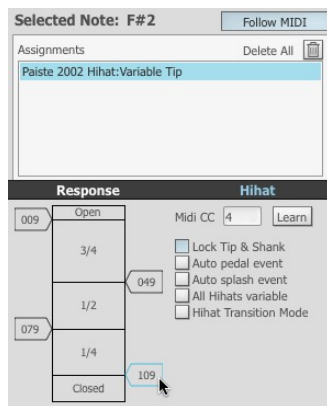 Selected Note: F#2
Follow MIDI
Assignments
Delete All
Paiste 2002 Hihat:Variable Tip
Response
Hihat
009
Open
3/4
049
1/2
079
1/4
109
Closed
Midi CC 4 Learn
Lock Tip & Shank
Auto pedal event
Auto splash event
All Hihats variable
Hihat Transition Mode